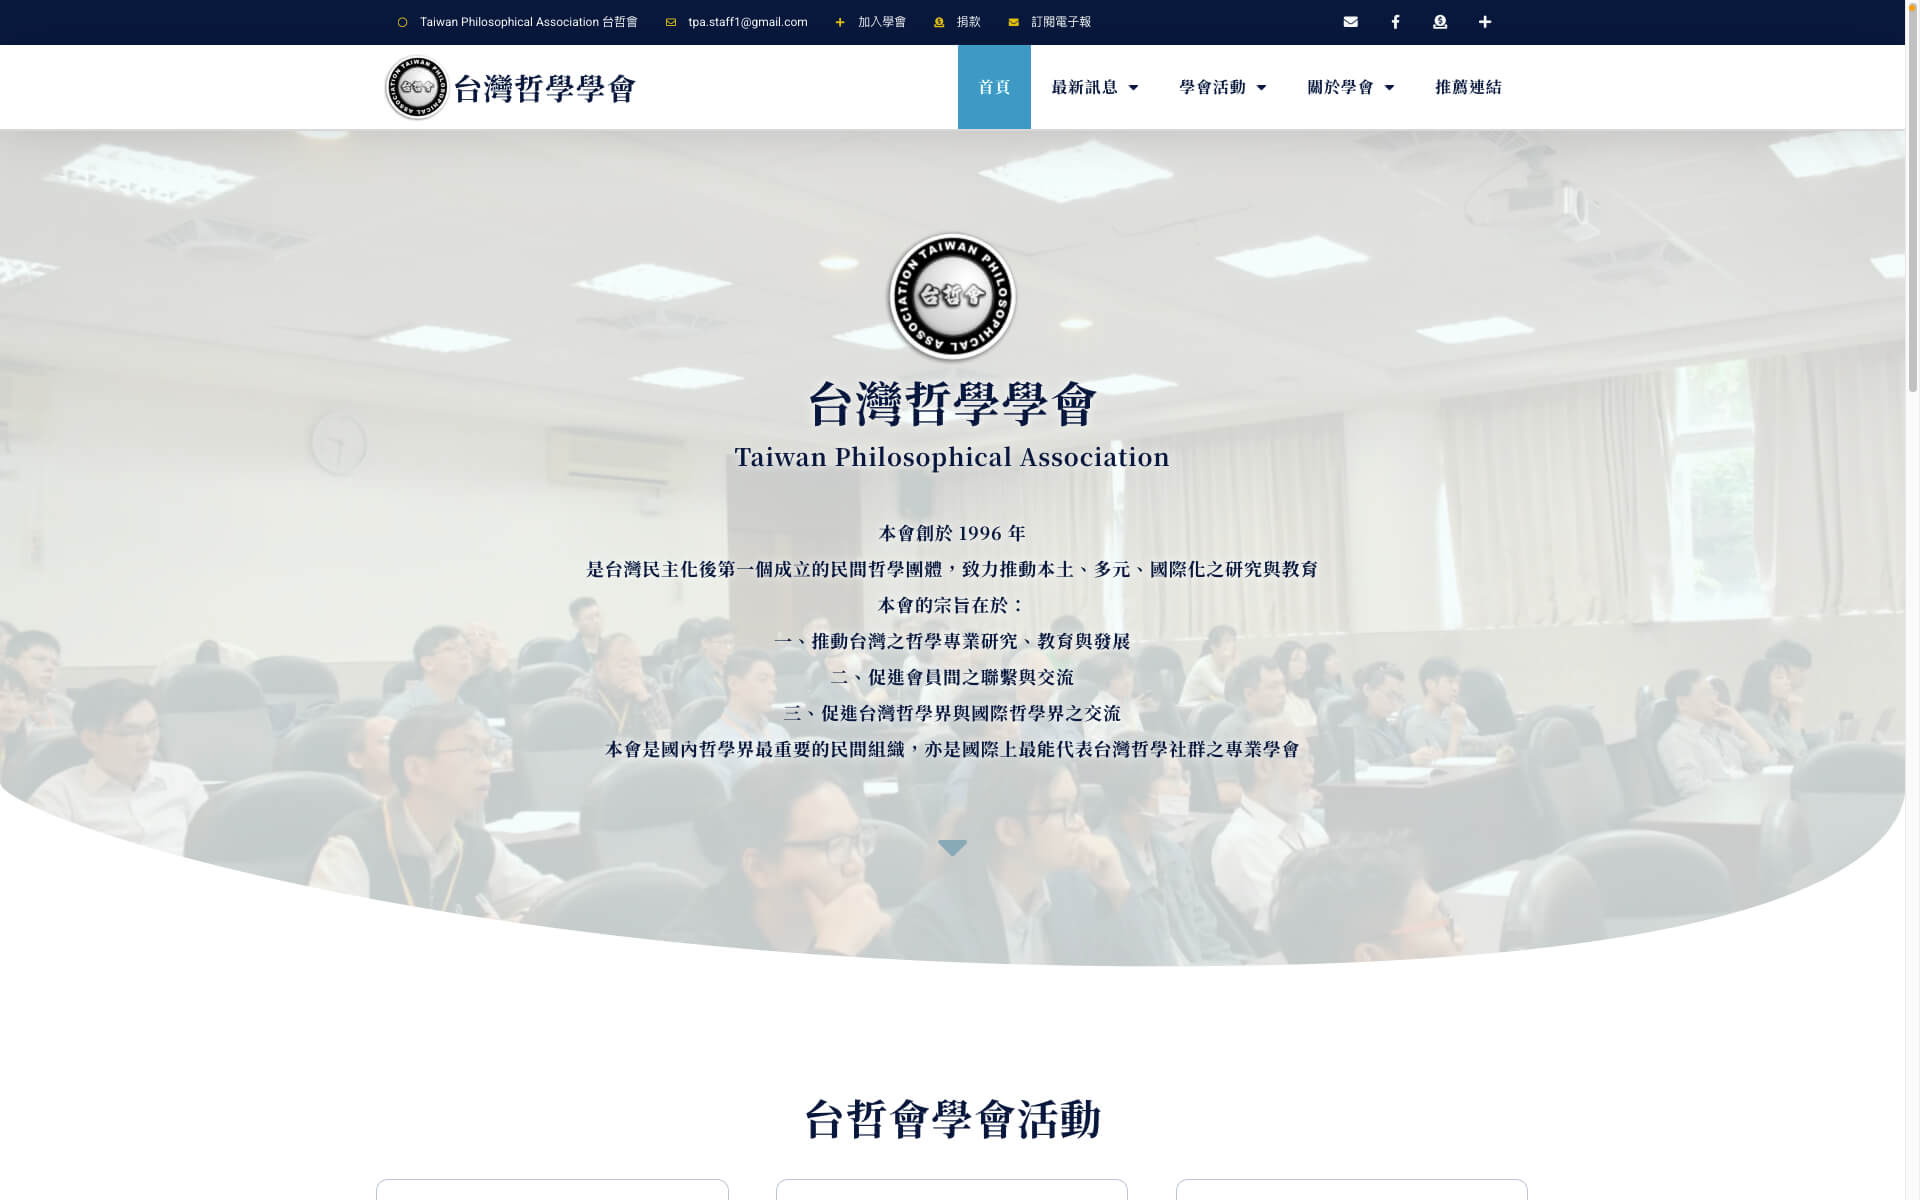 Taiwan Philosophical Association 台哲會
tpa.staff1@gmail.com
加入學會
捐款
訂閱電子報
TAIWAN PHILOSOPHICAL ASSOCIATION
台哲會
台灣哲學學會
首頁
最新訊息
學會活動
關於學會
推薦連結
TAIWAN PHILOSOPHICAL ASSOCIATION
台哲會
台灣哲學學會
Taiwan Philosophical Association
本會創於 1996 年
是台灣民主化後第一個成立的民間哲學團體，致力推動本土、多元、國際化之研究與教育
本會的宗旨在於：
一、推動台灣之哲學專業研究、教育與發展
二、促進會員間之聯繫與交流
三、促進台灣哲學界與國際哲學界之交流
本會是國內哲學界最重要的民間組織，亦是國際上最能代表台灣哲學社群之專業學會
台哲會學會活動